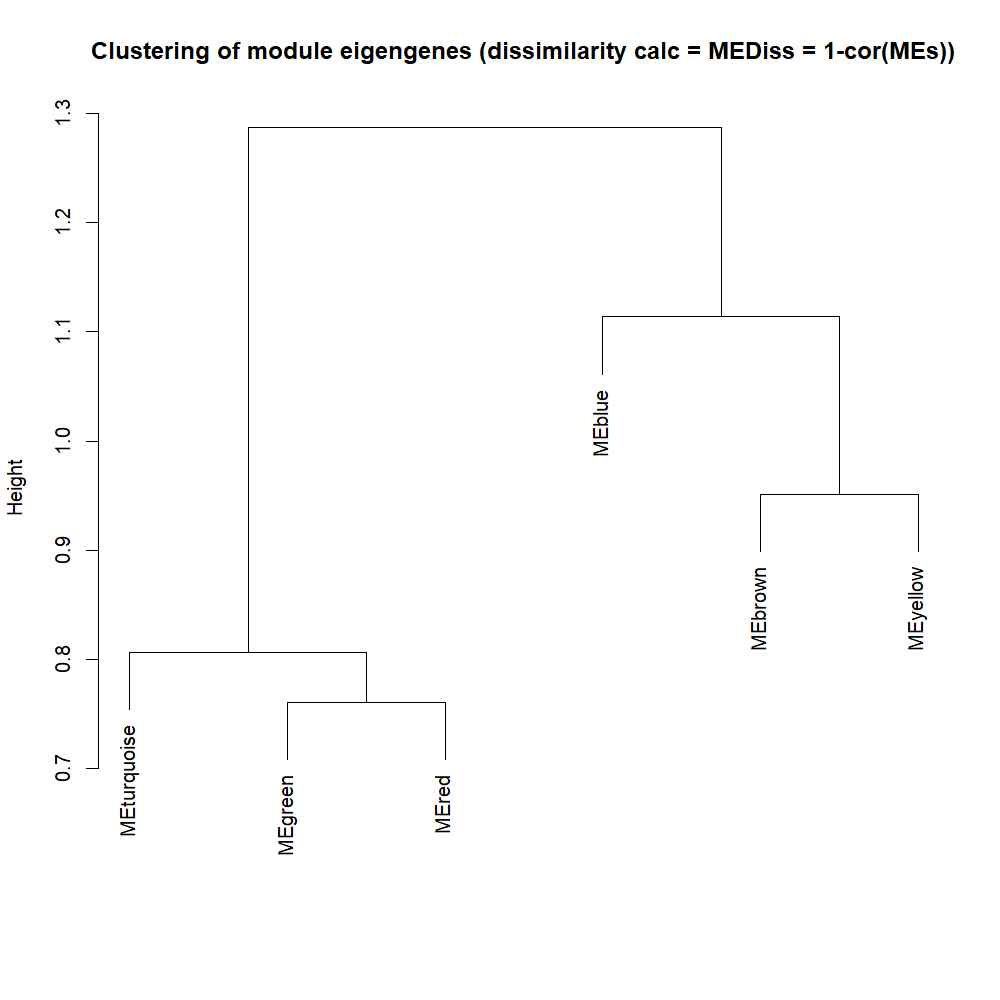 Clustering of module eigengenes (dissimilarity calc = MEDiss = 1-cor(MEs))
1.3
1.2
1.1
1.0
0.9
0.8
0.7
Height
MEturquoise
MEgreen
MEred
MEblue
MEbrown
MEyellow